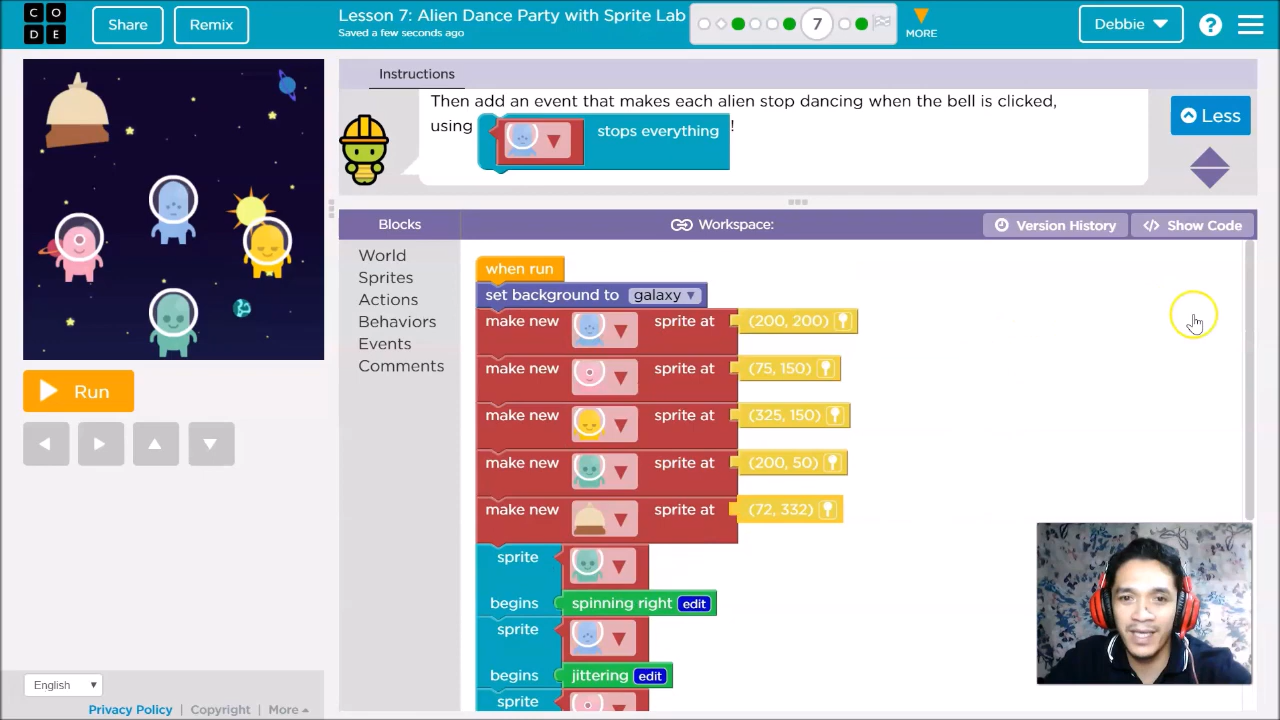 C O
D E
Share
Remix
Lesson 7: Alien Dance Party with Sprite Lab
Saved a few seconds ago
7
MORE
Debbie
?
Instructions
Then add an event that makes each alien stop dancing when the bell is clicked,
using stops everything !
Less
Blocks
Workspace:
Version History
Show Code
World
Sprites
Actions
Behaviors
Events
Comments
when run
set background to galaxy
make new sprite at (200, 200)
make new sprite at (75, 150)
make new sprite at (325, 150)
make new sprite at (200, 50)
make new sprite at (72, 332)
sprite
begins spinning right edit
sprite
begins jittering edit
sprite
Run
English
Privacy Policy | Copyright | More